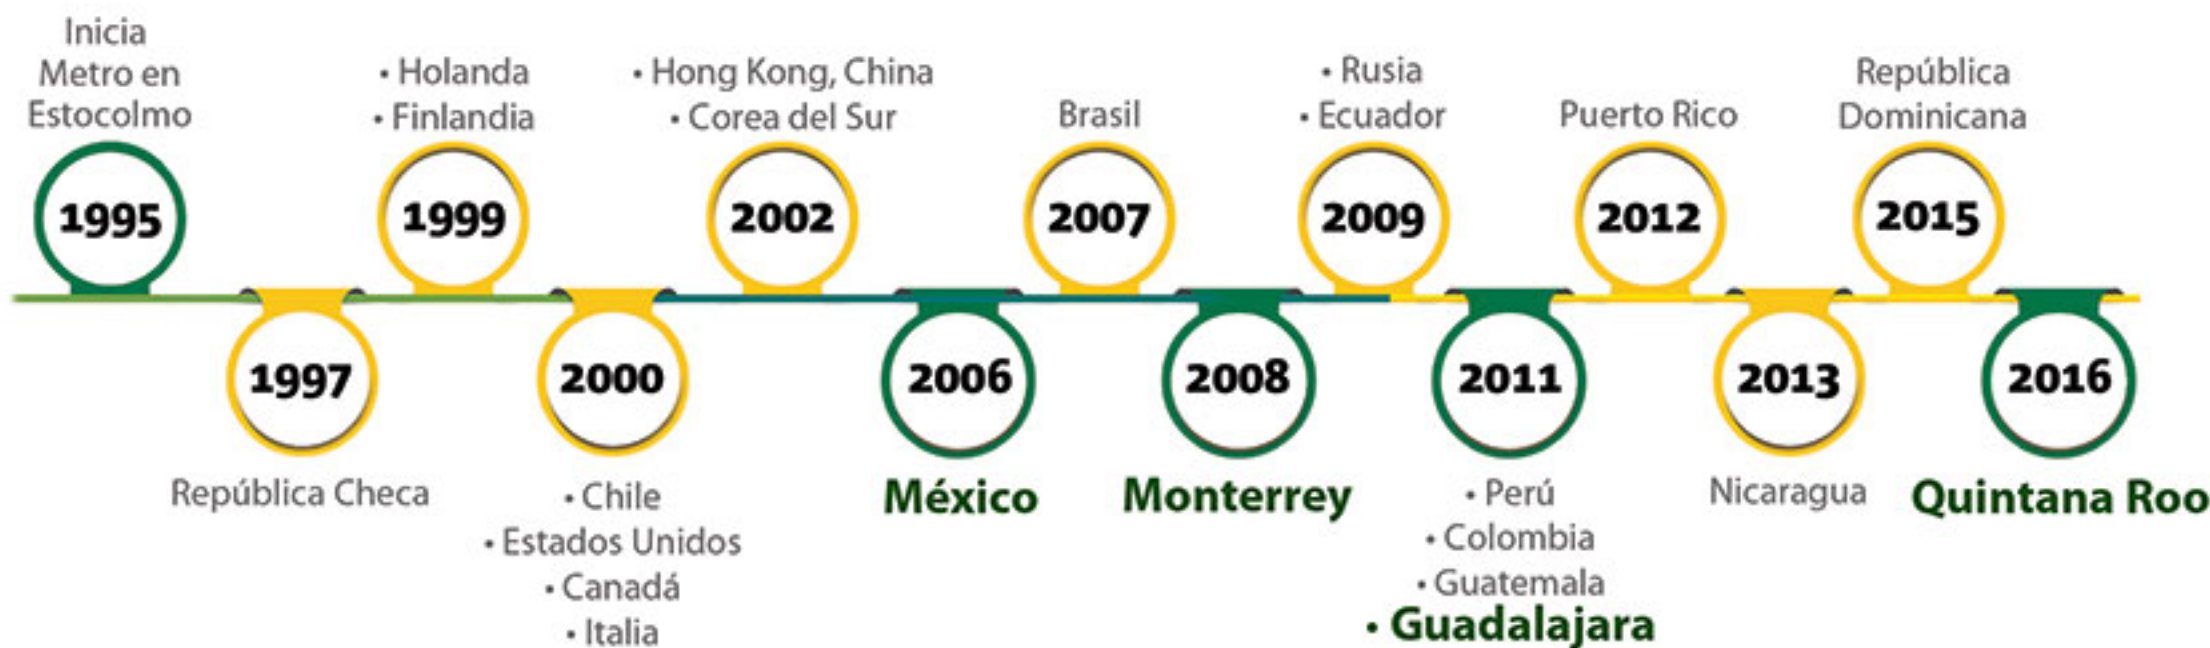 Inicia
Metro en
Estocolmo
1995
1997
República Checa
• Holanda
• Finlandia
1999
2000
• Chile
• Estados Unidos
• Canadá
• Italia
• Hong Kong, China
• Corea del Sur
2002
2006
México
Brasil
2007
2008
Monterrey
• Rusia
• Ecuador
2009
2011
• Perú
• Colombia
• Guatemala
• Guadalajara
Puerto Rico
2012
2013
Nicaragua
República
Dominicana
2015
2016
Quintana Roo